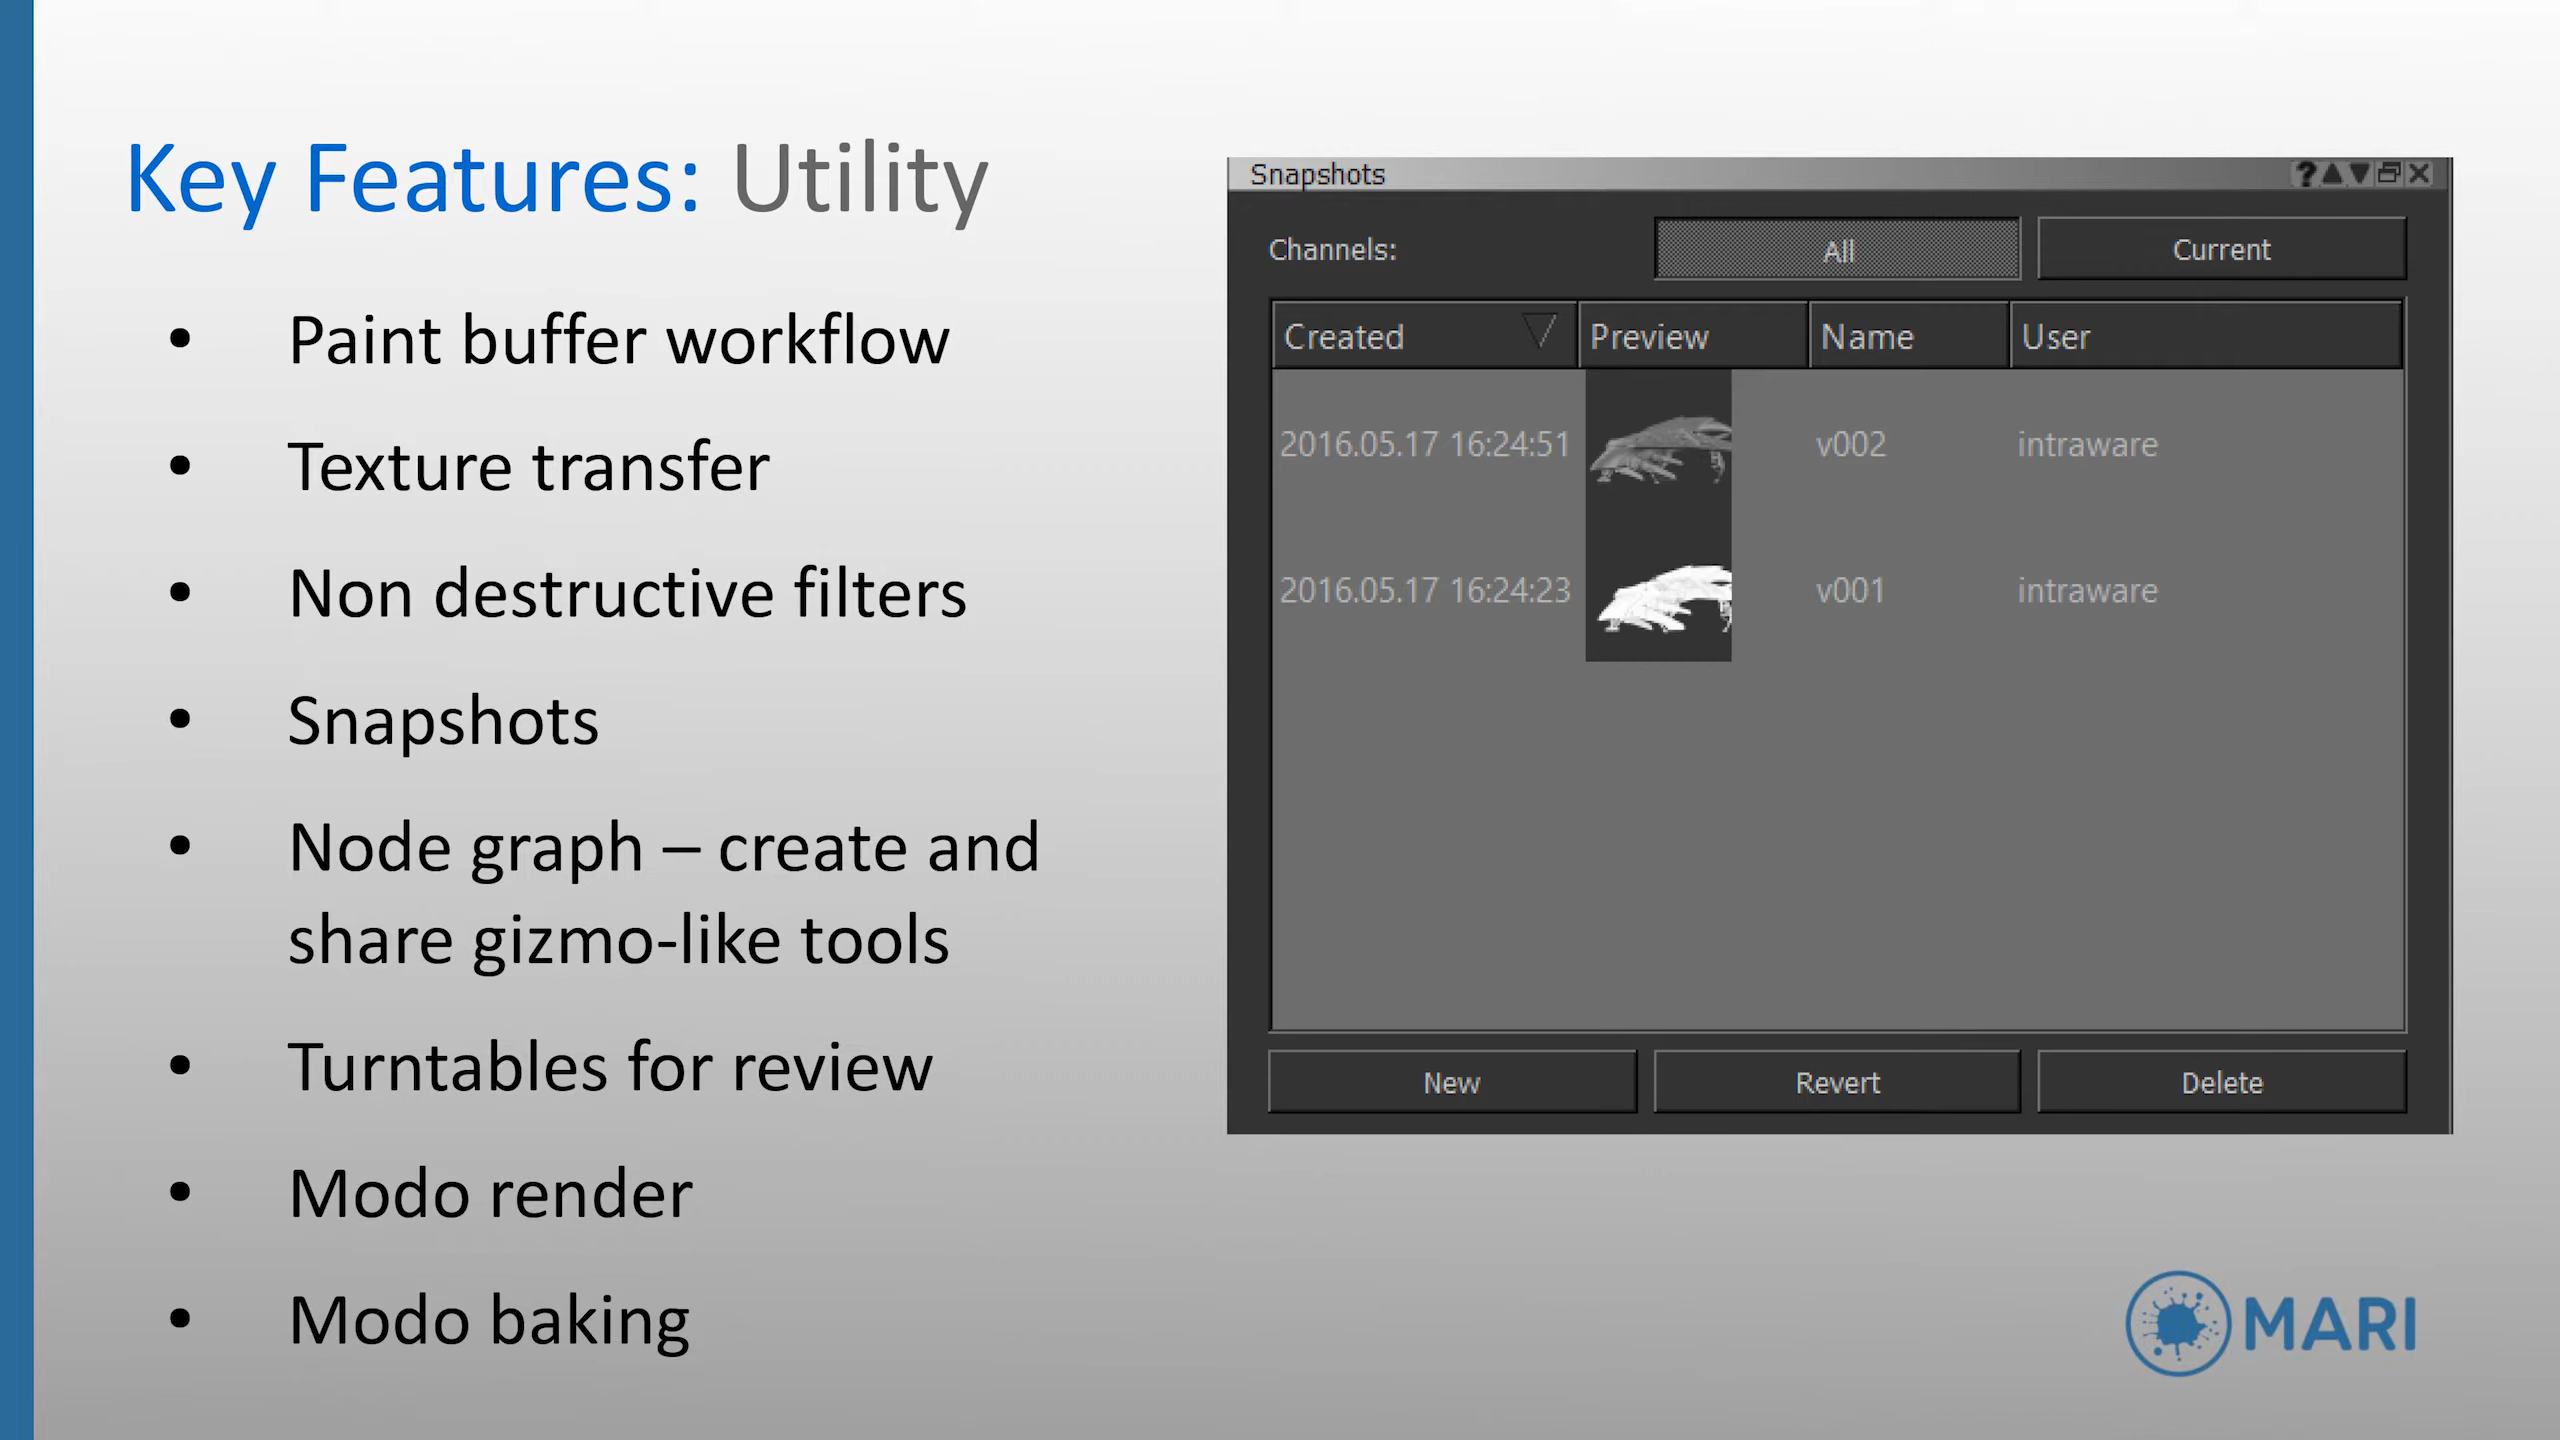 Key Features: Utility
• Paint buffer workflow
• Texture transfer
• Non destructive filters
• Snapshots
• Node graph – create and
share gizmo-like tools
• Turntables for review
• Modo render
• Modo baking
Snapshots
Channels: All Current
Created Preview Name User
2016.05.17 16:24:51 v002 intraware
2016.05.17 16:24:23 v001 intraware
New Revert Delete
MARI